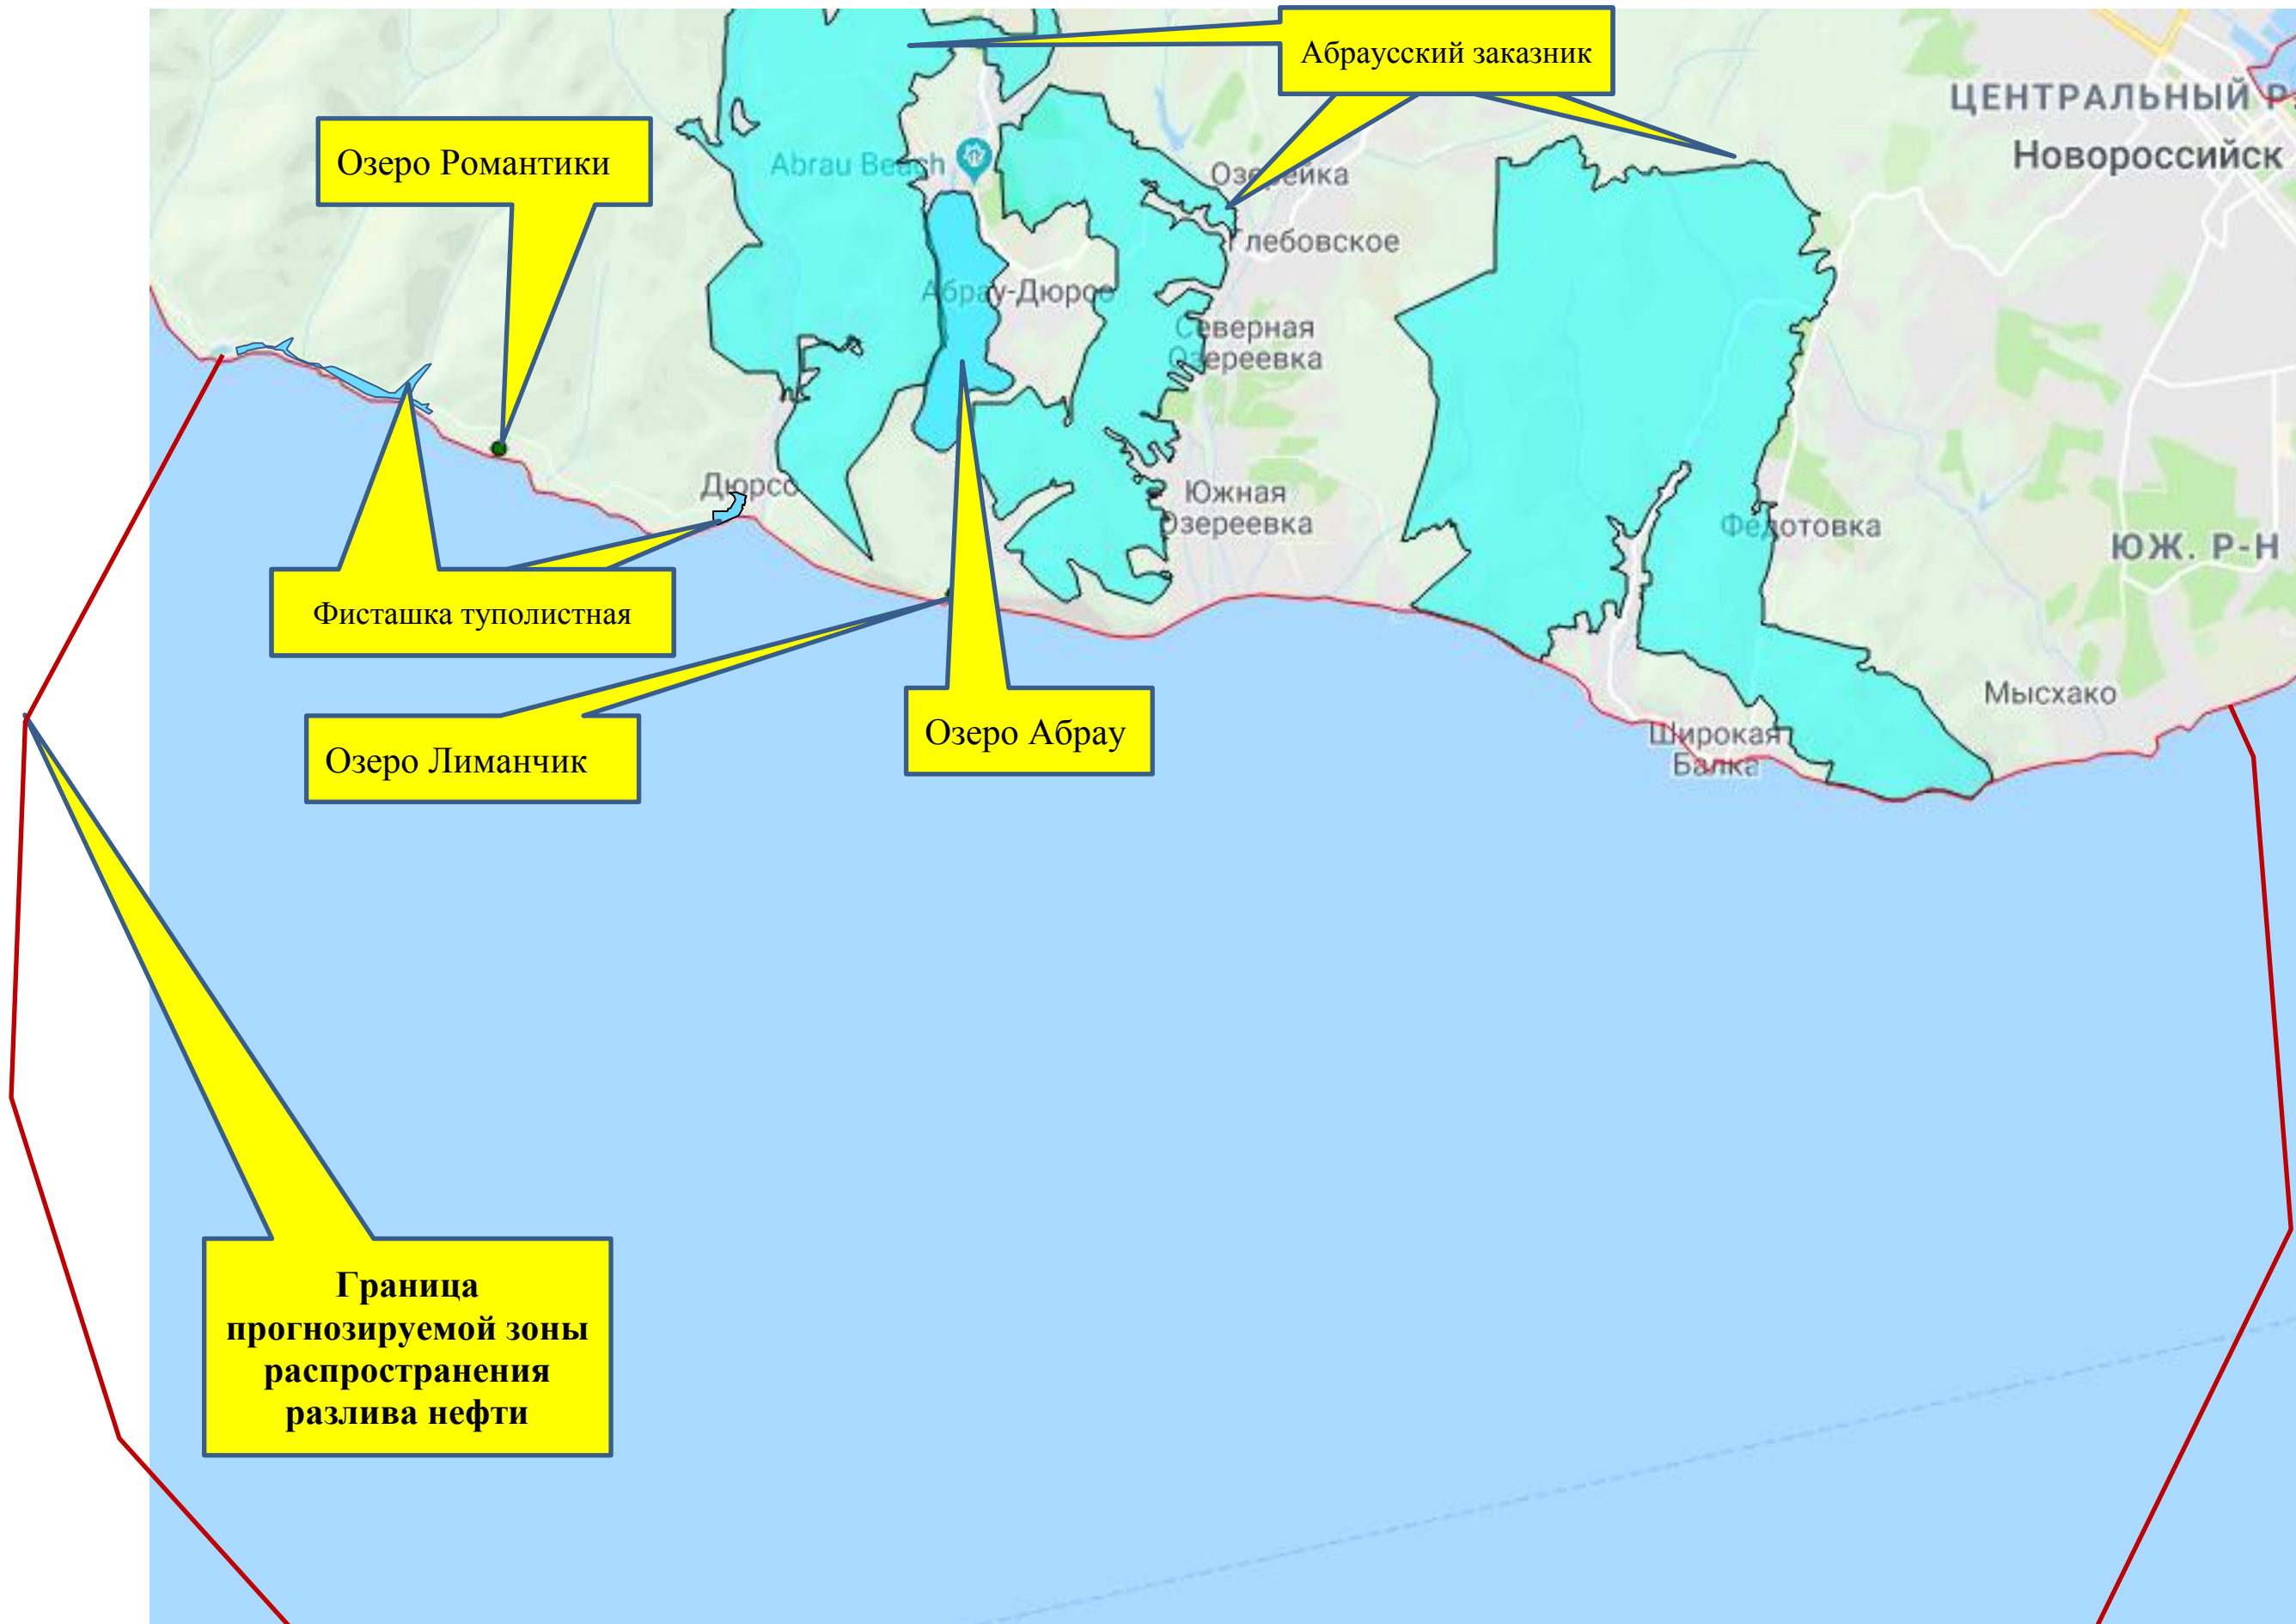 Абраусский заказник
ЦЕНТРАЛЬНЫЙ
Новороссийск
Озеро Романтики
Abrau Beach
Озерейка
Глебовское
Абрау-Дюрсо
Северная
Озереевка
Дюрсо
Южная
Озереевка
Федотовка
ЮЖ. Р-Н
Фисташка туполистная
Мысхако
Озеро Лиманчик
Озеро Абрау
Широкая
Балка
Граница
прогнозируемой зоны
распространения
разлива нефти